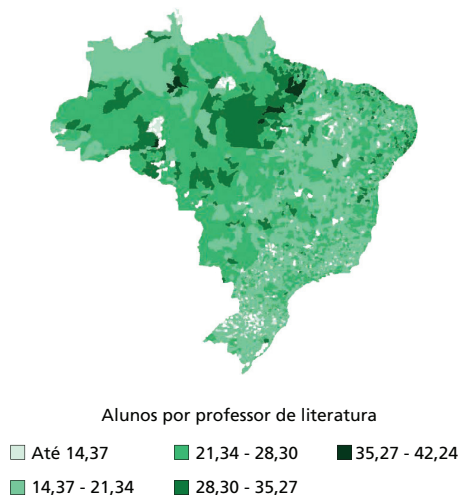 Alunos por professor de literatura
Até 14,37
21,34 - 28,30
35,27 - 42,24
14,37 - 21,34
28,30 - 35,27